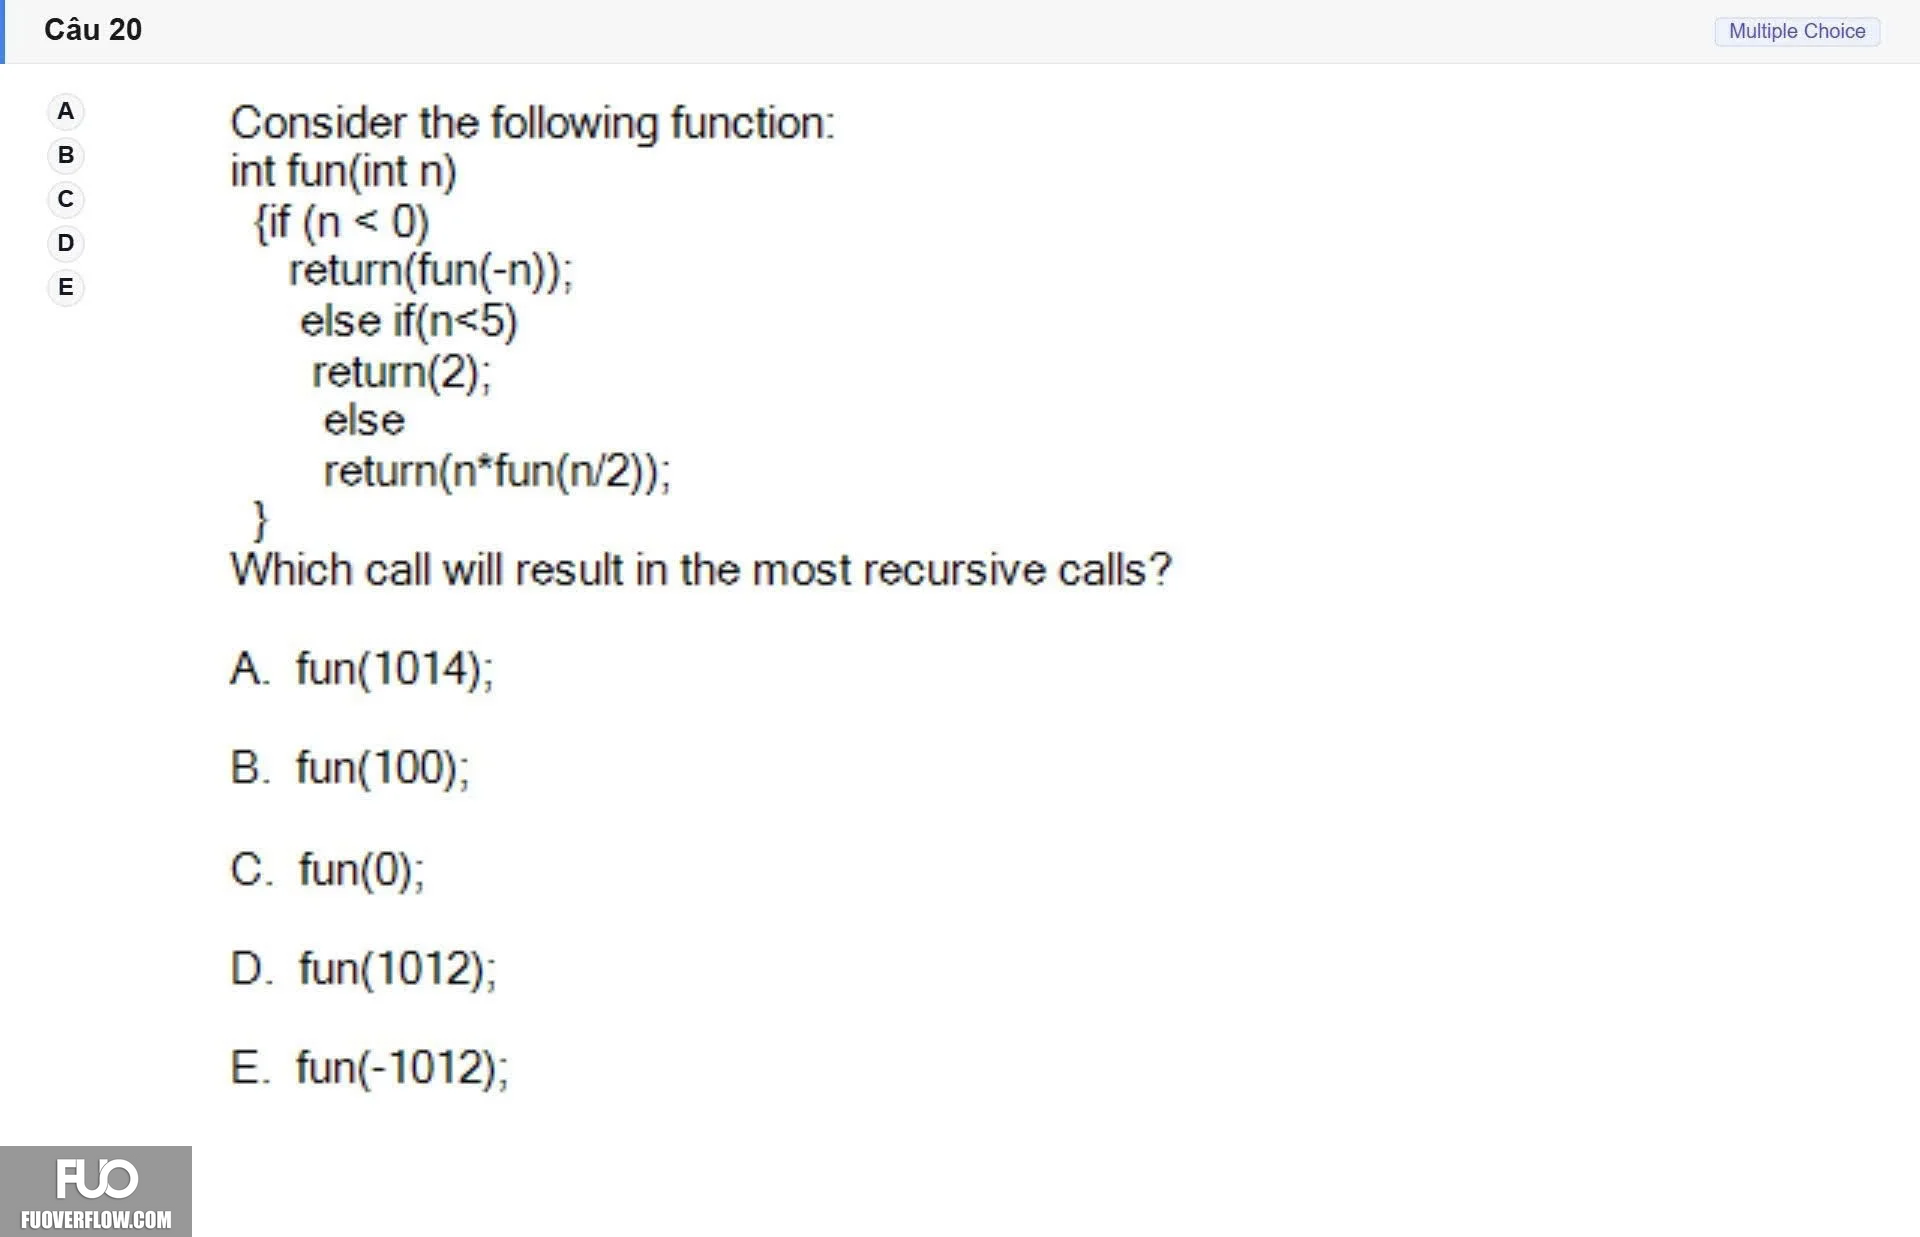 Câu 20
Multiple Choice
A
B
C
D
E
Consider the following function:
int fun(int n)
{if (n < 0)
return(fun(-n));
else if(n<5)
return(2);
else
return(n*fun(n/2));
}
Which call will result in the most recursive calls?
A. fun(1014);
B. fun(100);
C. fun(0);
D. fun(1012);
E. fun(-1012);
FUO
FUOVERFLOW.COM